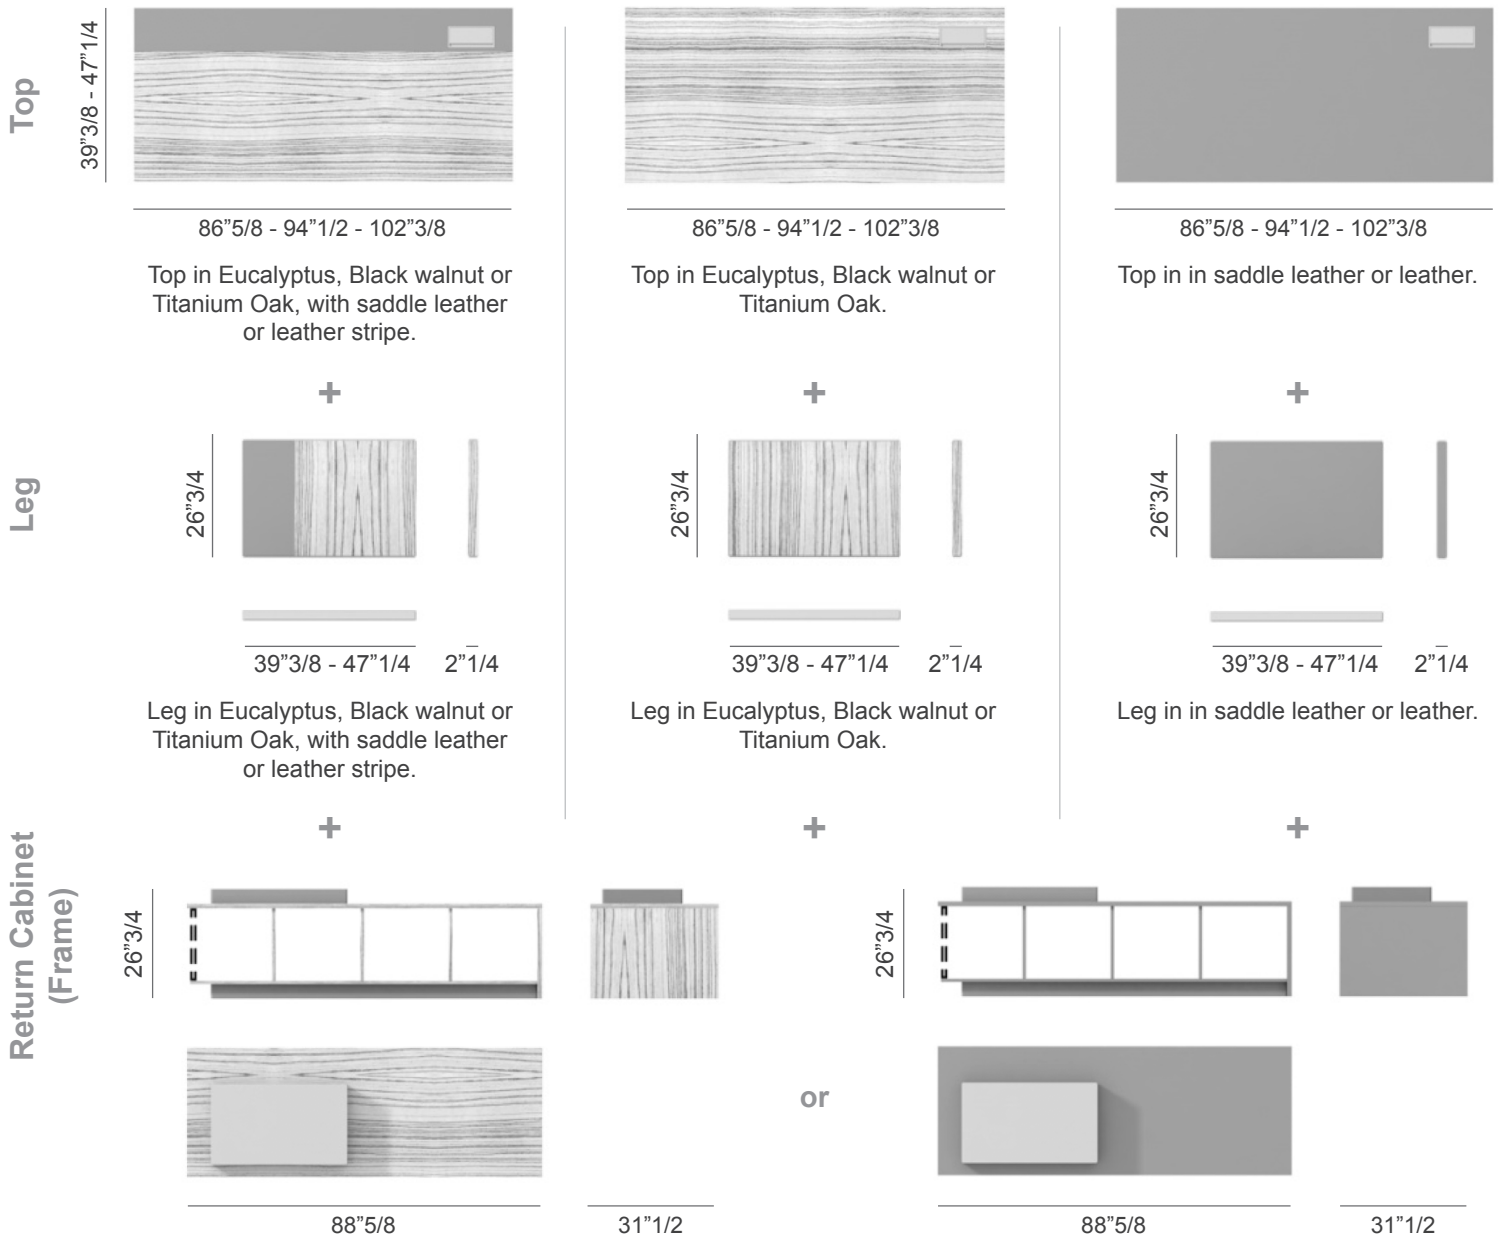 Top
39”3/8 - 47”1/4
86”5/8 - 94”1/2 - 102”3/8
86”5/8 - 94”1/2 - 102”3/8
86”5/8 - 94”1/2 - 102”3/8
Top in Eucalyptus, Black walnut or
Titanium Oak, with saddle leather
or leather stripe.
Top in Eucalyptus, Black walnut or
Titanium Oak.
Top in in saddle leather or leather.
+
+
+
Leg
26”3/4
26”3/4
26”3/4
39”3/8 - 47”1/4
2”1/4
39”3/8 - 47”1/4
2”1/4
39”3/8 - 47”1/4
2”1/4
Leg in Eucalyptus, Black walnut or
Titanium Oak, with saddle leather
or leather stripe.
Leg in Eucalyptus, Black walnut or
Titanium Oak.
Leg in in saddle leather or leather.
+
+
+
Return Cabinet
(Frame)
26”3/4
26”3/4
or
88”5/8
31”1/2
88”5/8
31”1/2